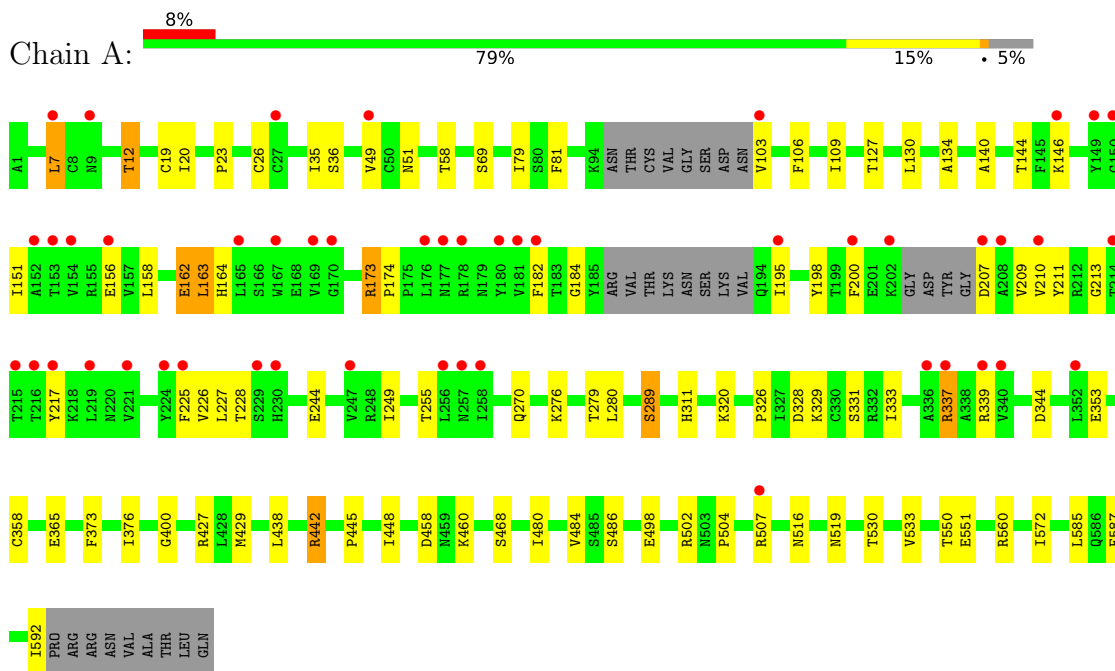 8%
Chain A:
79% 15% • 5%
A1 L7 C8 N9 T12 C19 I20 P23 C26 C27 I35 S36 V49 C50 N51 T58 S69 I79 S80 F81 K94 ASN THR CYS VAL GLY SER ASP ASN V103 F106 I109 T127 L130 A134 A140 T144 F145 K146 Y149 G150
I151 A152 T153 V154 R155 E156 V157 L158 E162 L163 H164 L165 S166 W167 E168 V169 G170 R173 P174 P175 L176 N177 R178 N179 Y180 V181 F182 T183 G184 Y185 ARG VAL THR LYS ASN SER LYS VAL Q194 I195 Y198 T199 F200 E201 K202 GLY ASP TYR GLY D207 A208 V209 V210 Y211 R212 G213 T214
T215 T216 Y217 K218 L219 N220 V221 Y224 F225 V226 L227 T228 S229 H230 E244 V247 R248 I249 T255 L256 N257 I258 Q270 K276 T279 L280 S289 H311 K320 P326 I327 D328 K329 C330 S331 R332 I333 A336 R337 A338 R339 V340 D344 L352 E353
C358 E365 F373 I376 G400 R427 L428 M429 L438 R442 P445 I448 D458 N459 K460 S468 I480 V484 S485 S486 E498 R502 N503 P504 R507 N516 N519 T530 V533 T550 E551 R560 I572 L585 Q586 F587
I592 PRO ARG ARG ASN VAL ALA THR LEU GLN